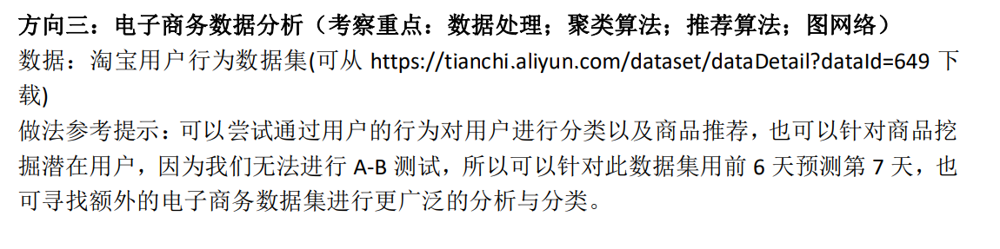 方向三：电子商务数据分析（考察重点：数据处理；聚类算法；推荐算法；图网络）
数据：淘宝用户行为数据集(可从 https://tianchi.aliyun.com/dataset/dataDetail?dataId=649 下
载)
做法参考提示：可以尝试通过用户的行为对用户进行分类以及商品推荐，也可以针对商品挖
掘潜在用户，因为我们无法进行 A-B 测试，所以可以针对此数据集用前 6 天预测第 7 天，也
可寻找额外的电子商务数据集进行更广泛的分析与分类。